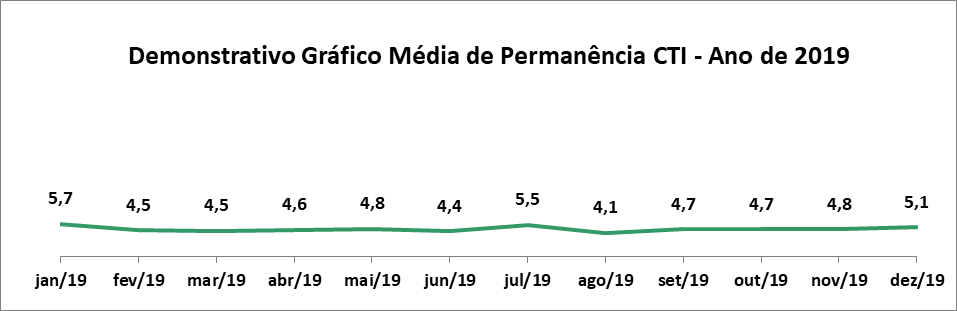 Demonstrativo Gráfico Média de Permanência CTI - Ano de 2019
5,7 4,5 4,5 4,6 4,8 4,4 5,5 4,1 4,7 4,7 4,8 5,1
jan/19 fev/19 mar/19 abr/19 mai/19 jun/19 jul/19 ago/19 set/19 out/19 nov/19 dez/19